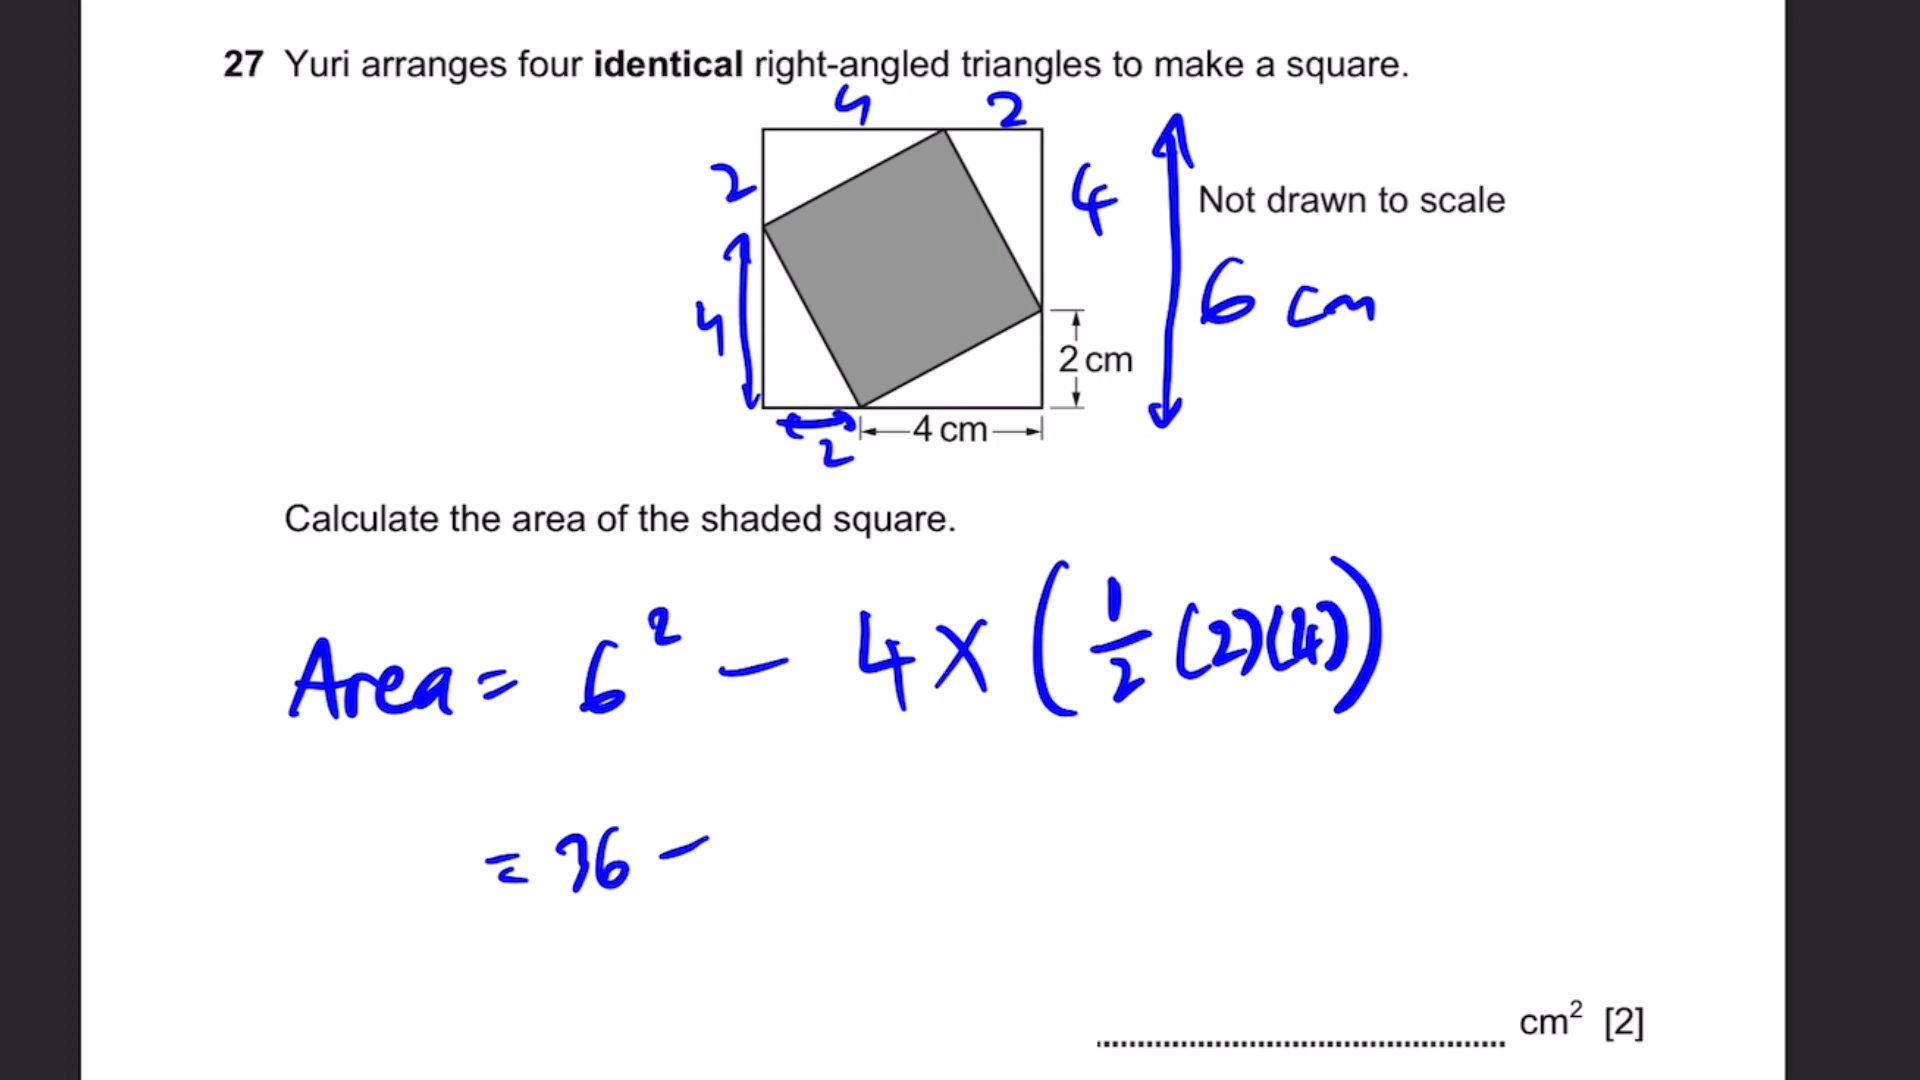 27 Yuri arranges four identical right-angled triangles to make a square.
4 2
2
4
Not drawn to scale
6 cm
4
2 cm
4 cm
2
Calculate the area of the shaded square.
Area = 6² − 4 × (½ (2)(4))
= 36 −
cm² [2]